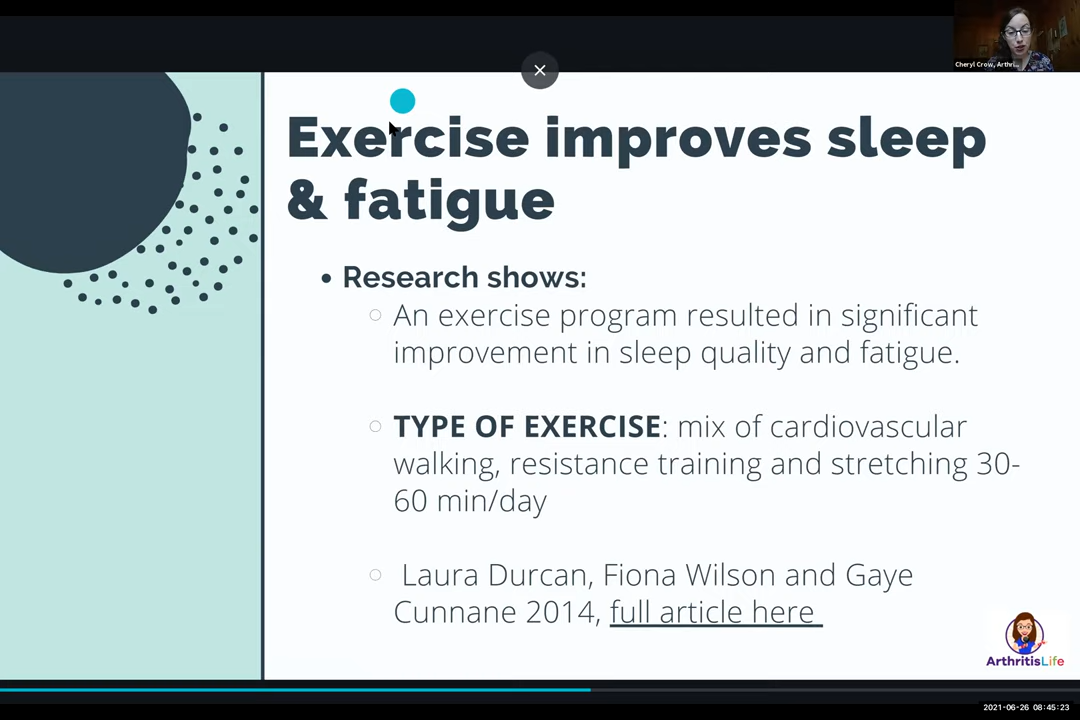 Cheryl Crow, Arthri...
Exercise improves sleep
& fatigue
• Research shows:
○ An exercise program resulted in significant
improvement in sleep quality and fatigue.
○ TYPE OF EXERCISE: mix of cardiovascular
walking, resistance training and stretching 30-
60 min/day
○ Laura Durcan, Fiona Wilson and Gaye
Cunnane 2014, full article here
ArthritisLife
2021-06-26 08:45:23